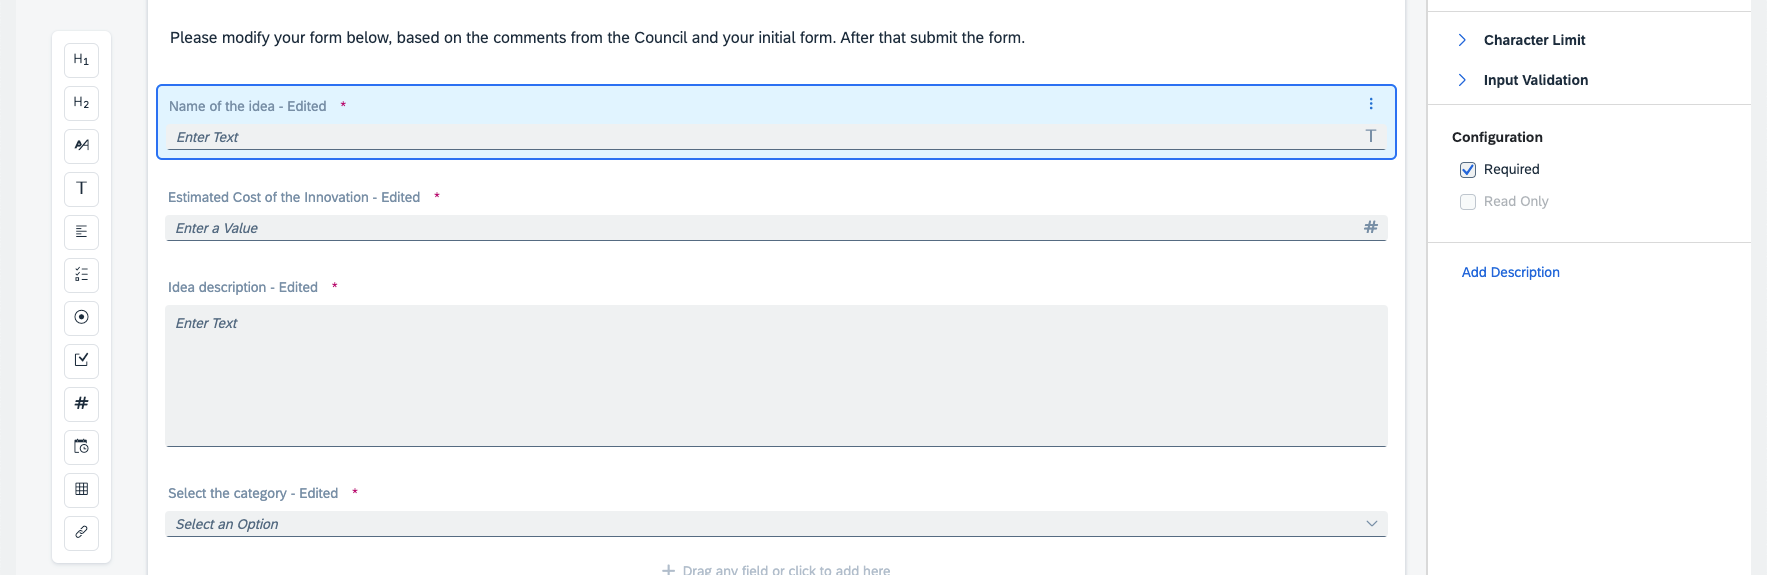 Please modify your form below, based on the comments from the Council and your initial form. After that submit the form.
Name of the idea - Edited *
Enter Text T
Estimated Cost of the Innovation - Edited *
Enter a Value #
Idea description - Edited *
Enter Text
Select the category - Edited *
Select an Option
+ Drag any field or click to add here
H1
H2
AA
T
#
Character Limit
Input Validation
Configuration
Required
Read Only
Add Description